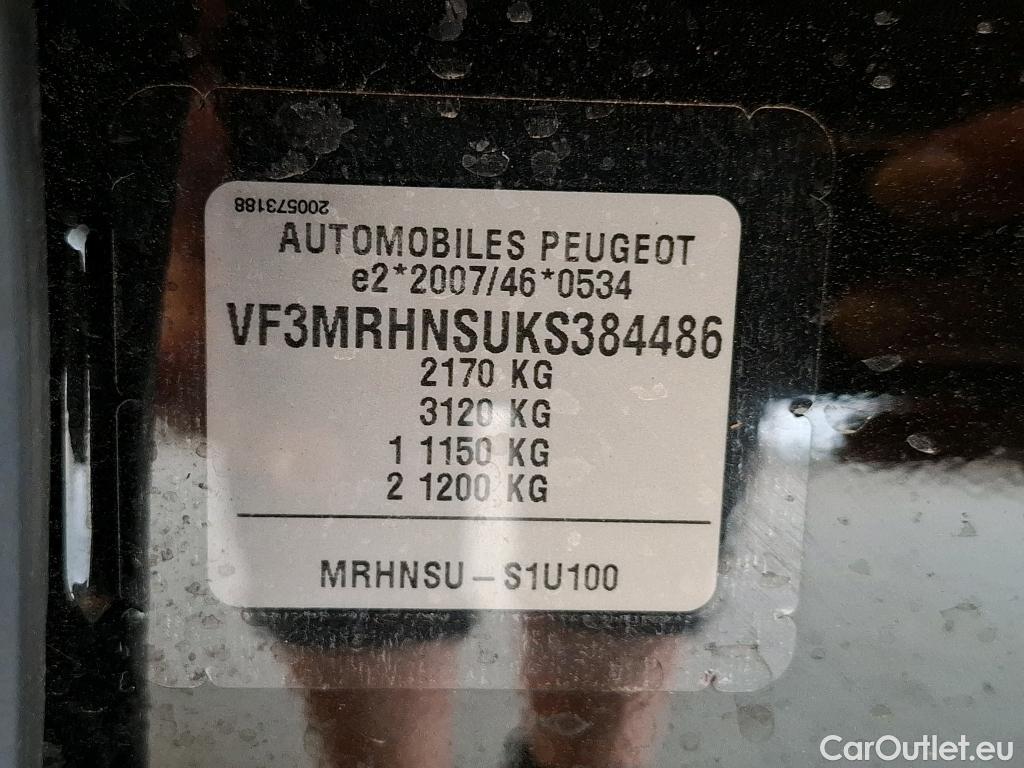 200573188
AUTOMOBILES PEUGEOT
e2*2007/46*0534
VF3MRHNSUKS384486
2170 KG
3120 KG
1 1150 KG
2 1200 KG
MRHNSU – S1U100
CarOutlet.eu